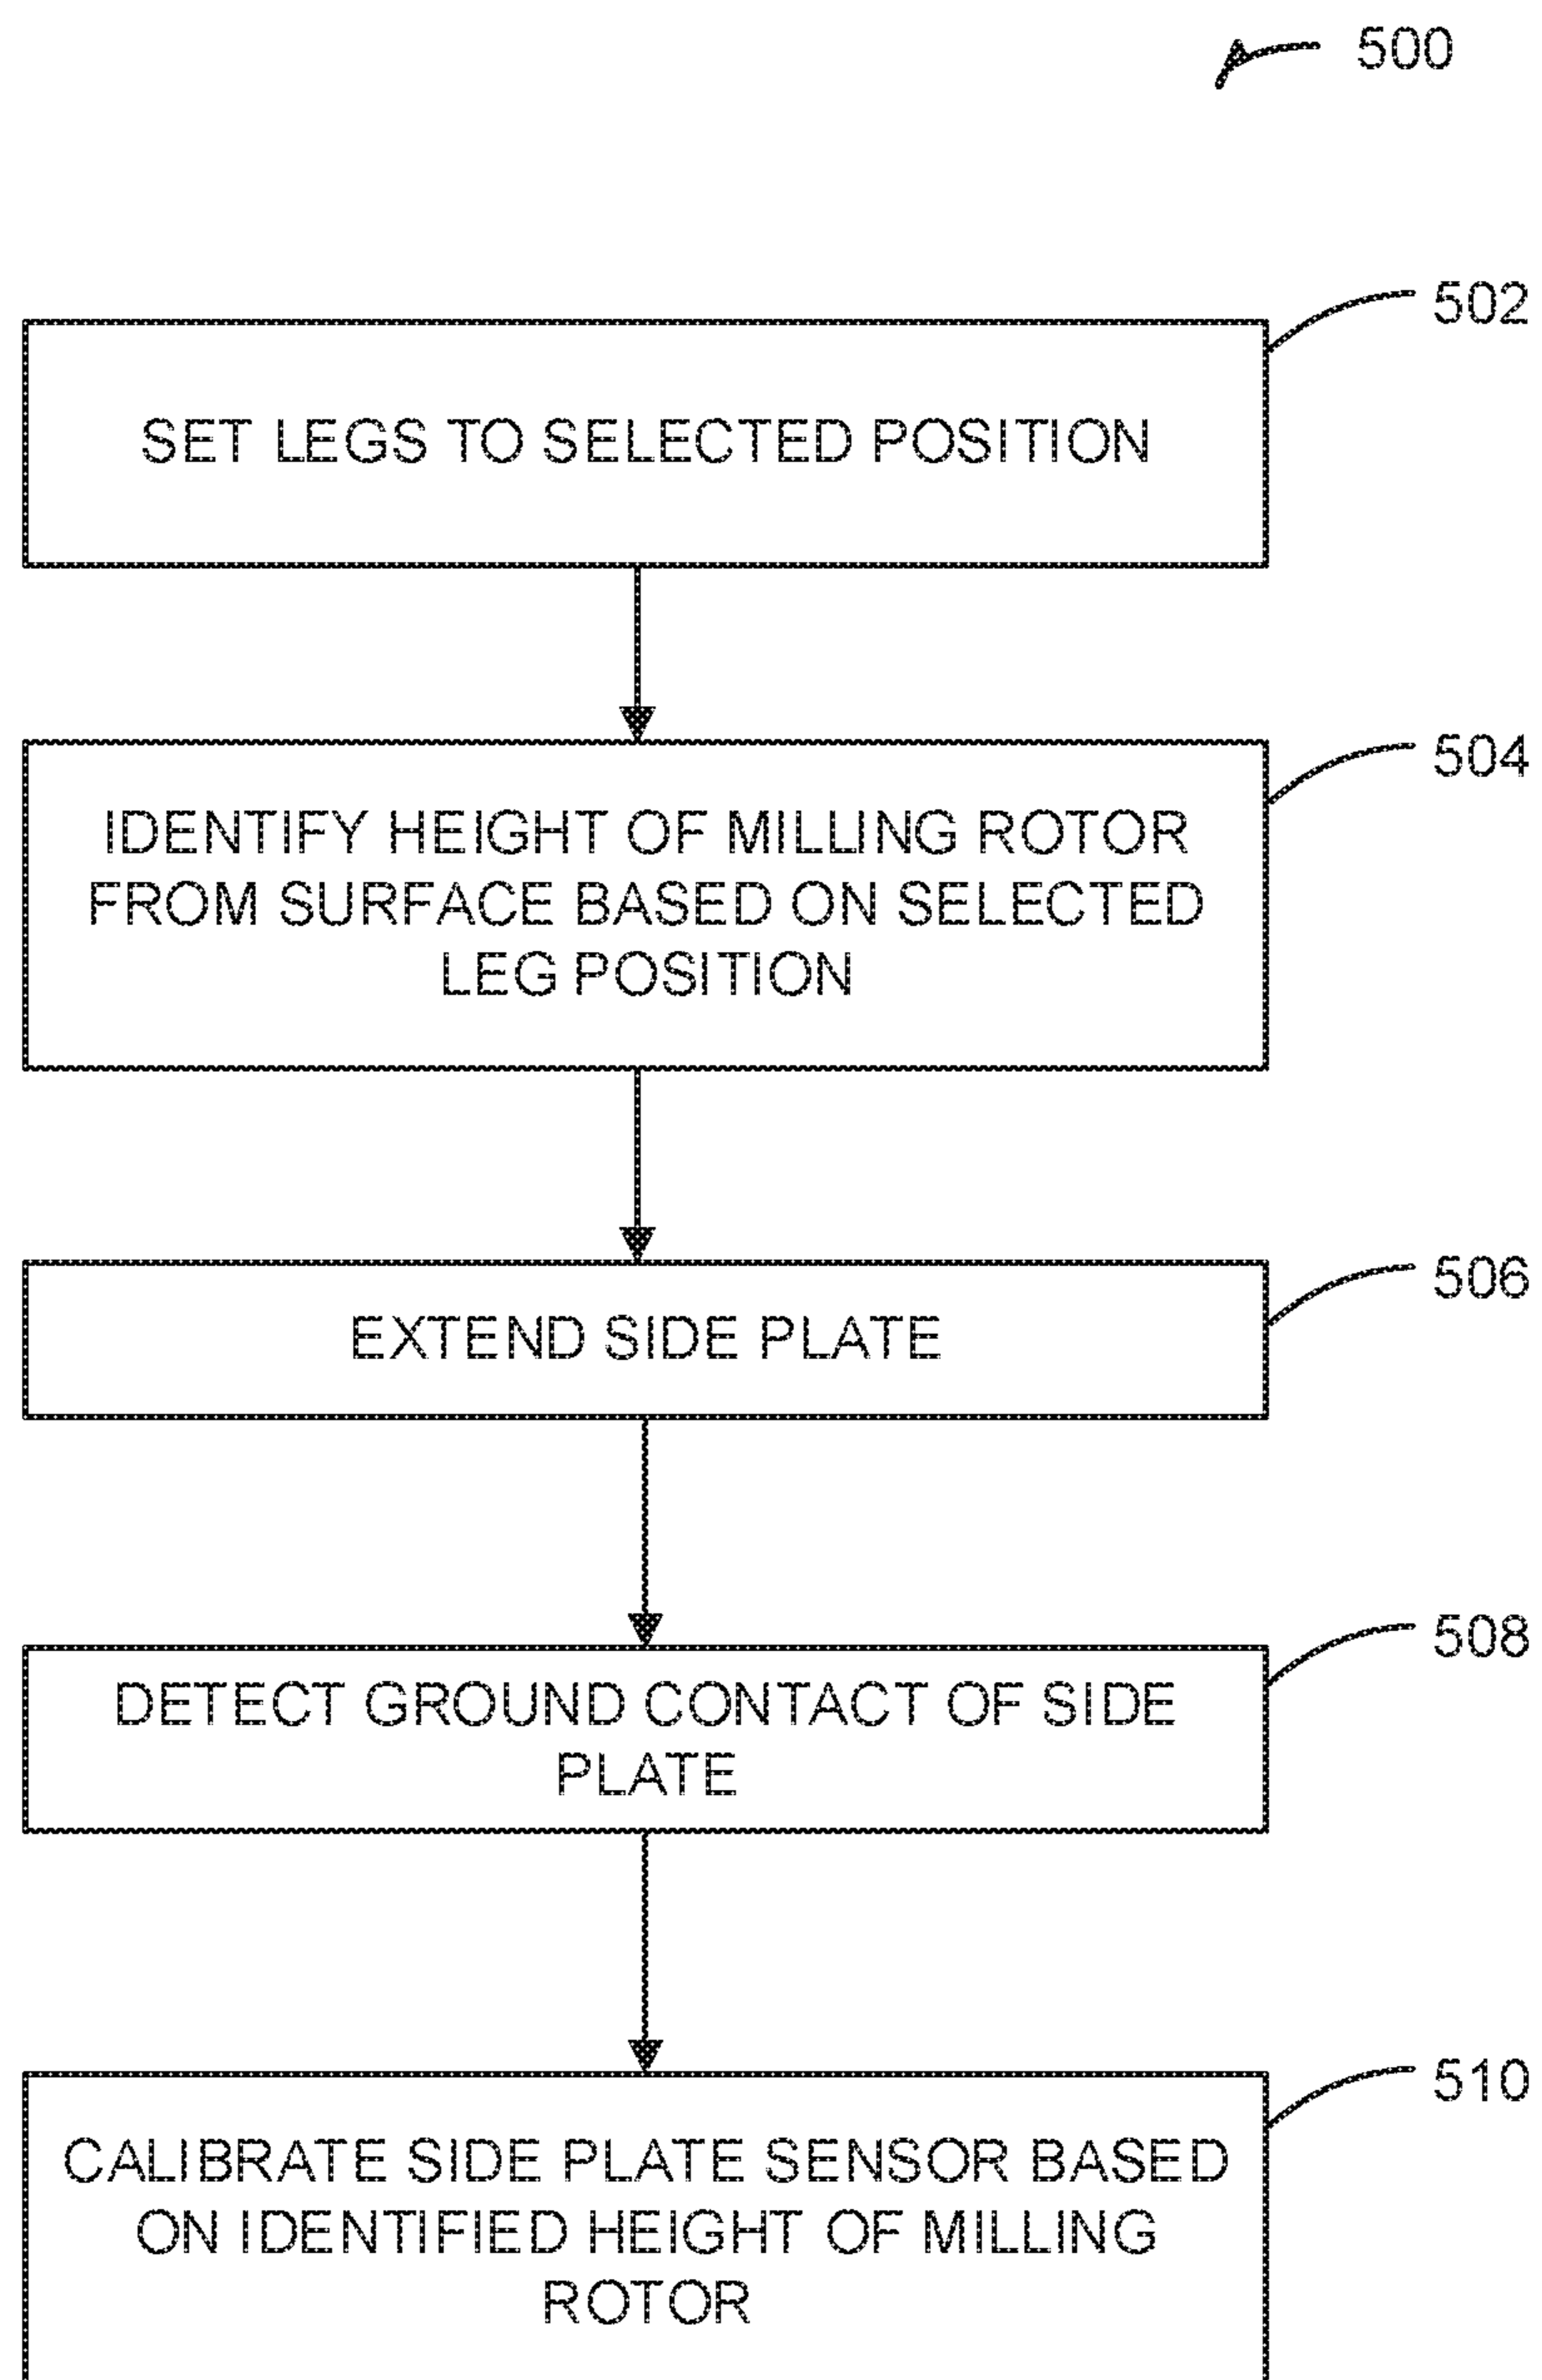 500
502
SET LEGS TO SELECTED POSITION
504
IDENTIFY HEIGHT OF MILLING ROTOR
FROM SURFACE BASED ON SELECTED
LEG POSITION
506
EXTEND SIDE PLATE
508
DETECT GROUND CONTACT OF SIDE
PLATE
510
CALIBRATE SIDE PLATE SENSOR BASED
ON IDENTIFIED HEIGHT OF MILLING
ROTOR